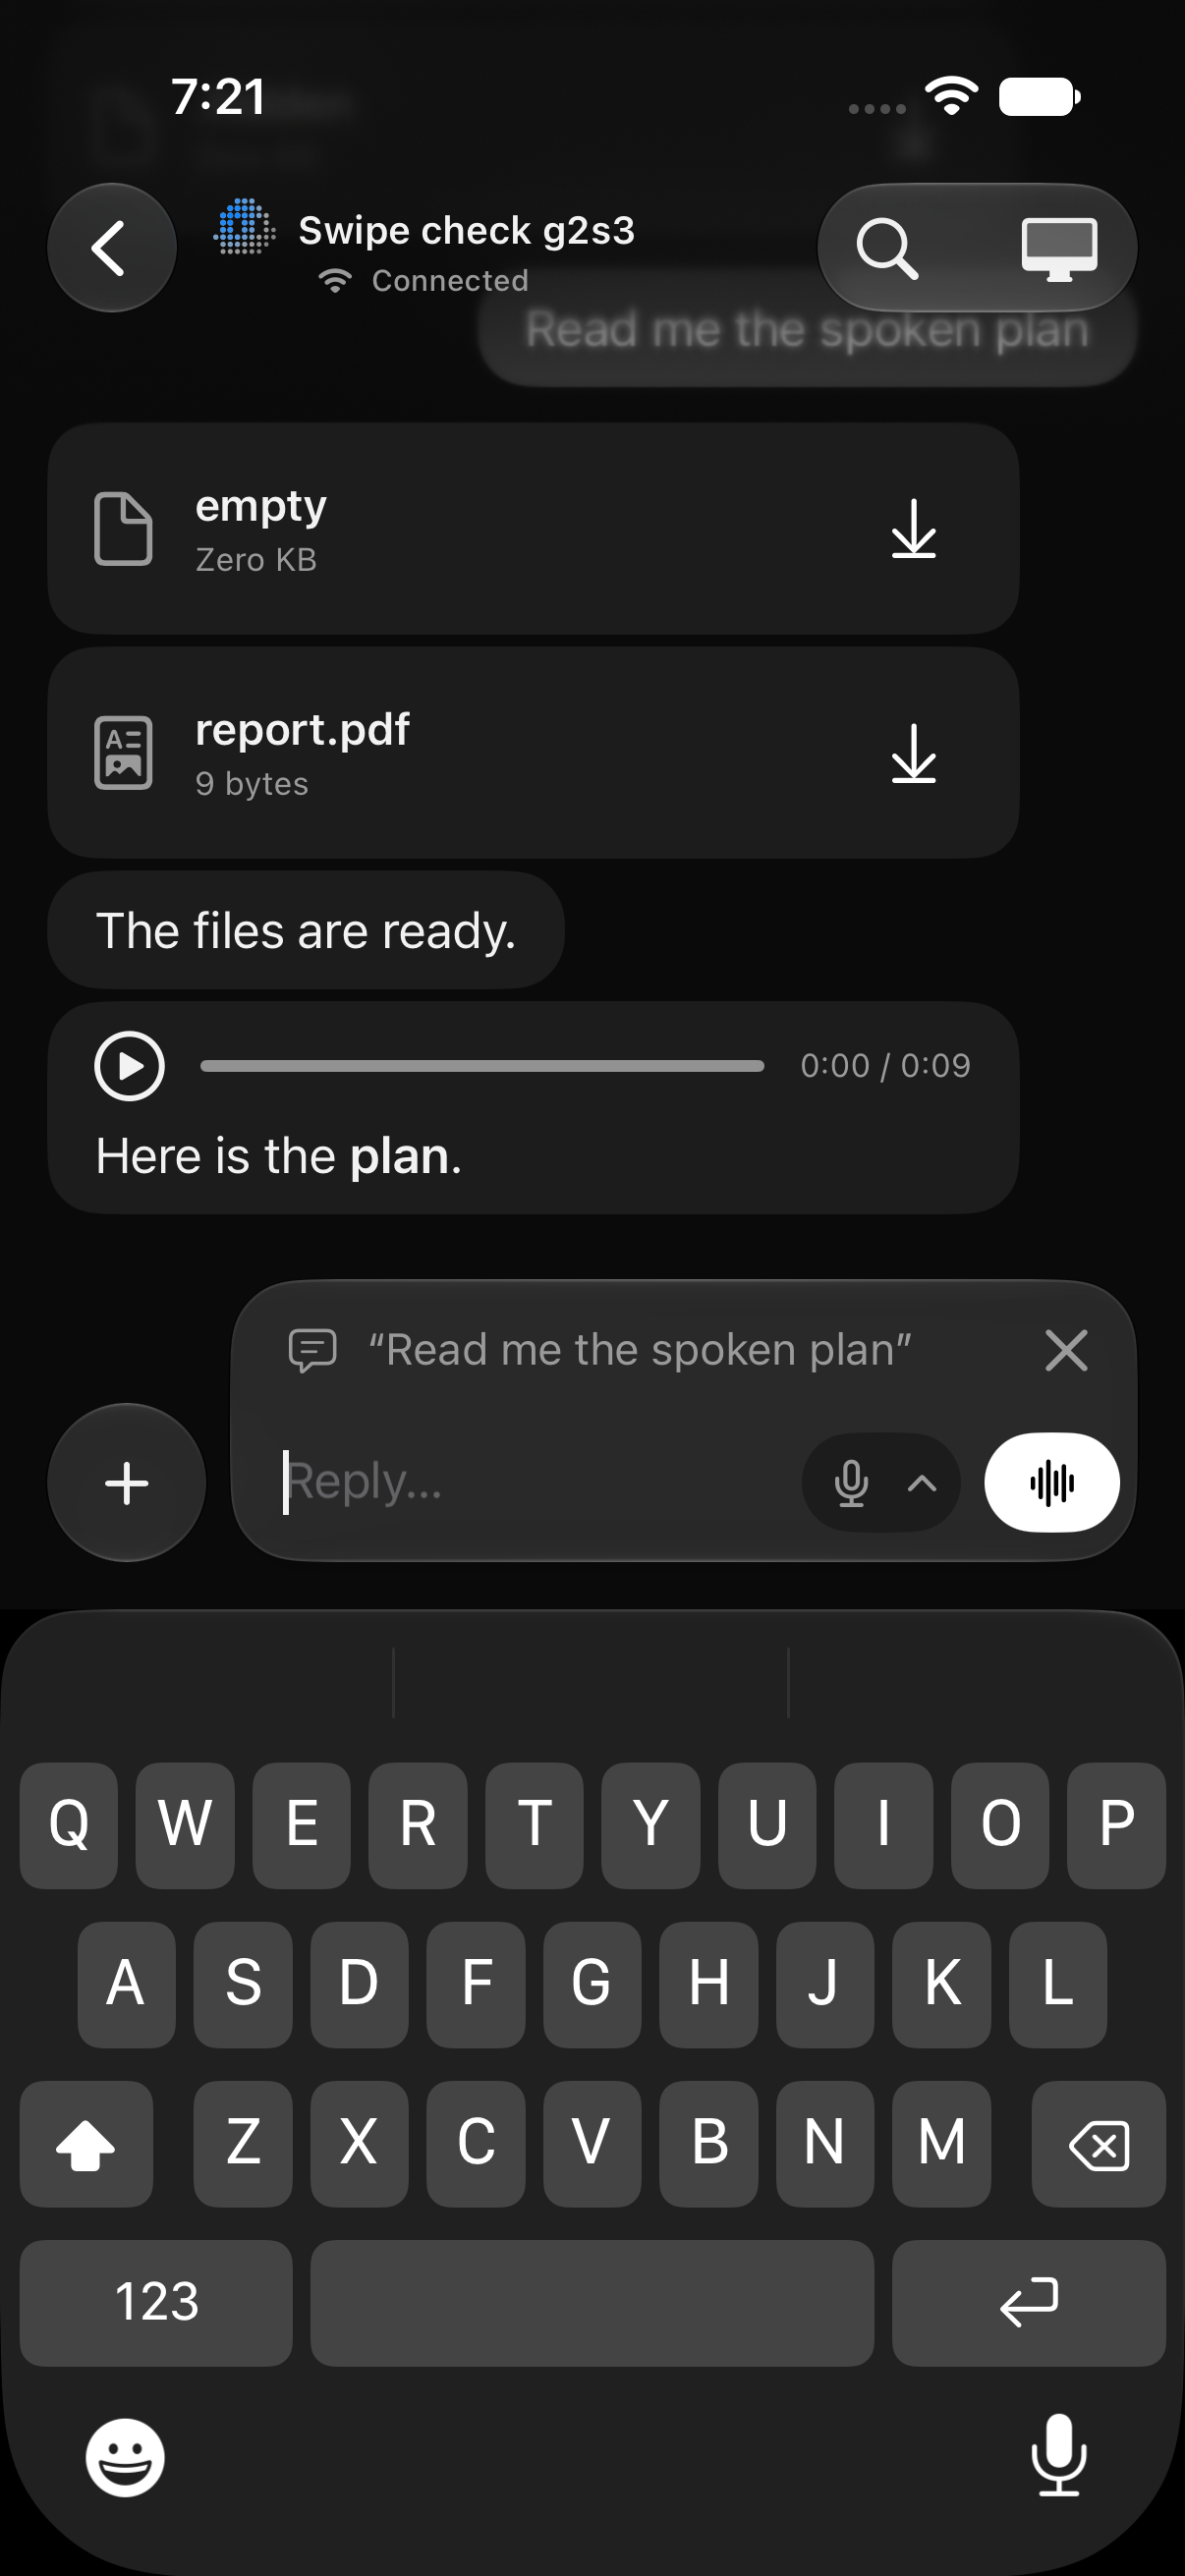 7:21
Swipe check g2s3
Connected
Read me the spoken plan
empty
Zero KB
report.pdf
9 bytes
The files are ready.
0:00 / 0:09
Here is the plan.
“Read me the spoken plan”
Reply...
Q W E R T Y U I O P
A S D F G H J K L
Z X C V B N M
123